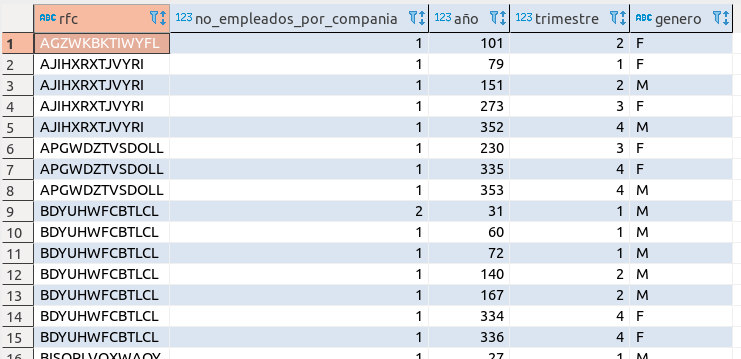 ABC rfc 123 no_empleados_por_compania 123 año 123 trimestre ABC genero
1 AGZWKBKTIWYFL 1 101 2 F
2 AJIHXRXTJVYRI 1 79 1 F
3 AJIHXRXTJVYRI 1 151 2 M
4 AJIHXRXTJVYRI 1 273 3 F
5 AJIHXRXTJVYRI 1 352 4 M
6 APGWDZTVSDOLL 1 230 3 F
7 APGWDZTVSDOLL 1 335 4 F
8 APGWDZTVSDOLL 1 353 4 M
9 BDYUHWFCBTLCL 2 31 1 M
10 BDYUHWFCBTLCL 1 60 1 M
11 BDYUHWFCBTLCL 1 72 1 M
12 BDYUHWFCBTLCL 1 140 2 M
13 BDYUHWFCBTLCL 1 167 2 M
14 BDYUHWFCBTLCL 1 334 4 F
15 BDYUHWFCBTLCL 1 336 4 F
16 1 27 1 M